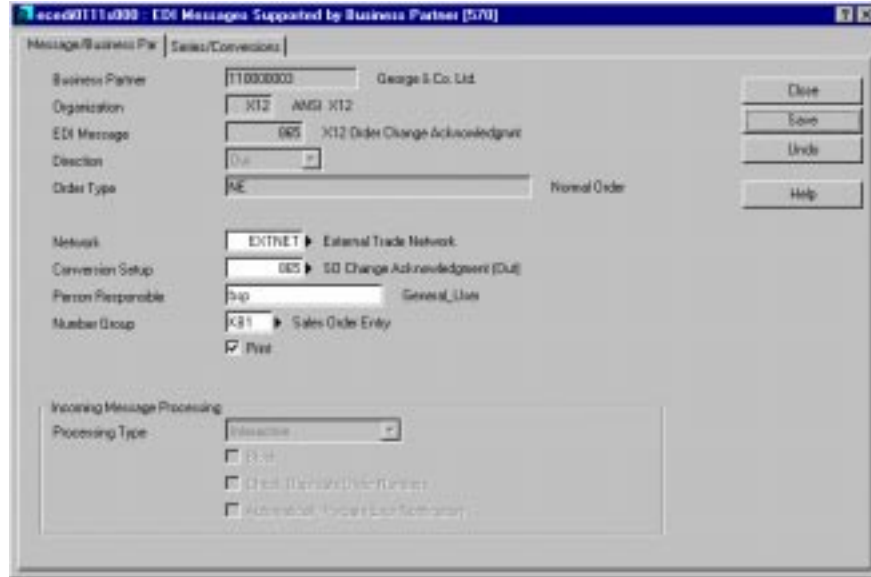 ecedi0111s000 : EDI Messages Supported by Business Partner [570]
Message/Business Par Series/Conversions
Business Partner 110000003 George & Co. Ltd.
Organization X12 ANSI X12
EDI Message 865 X12 Order Change Acknowledgmnt
Direction Out
Order Type NE Normal Order
Network EXTNET External Trade Network
Conversion Setup 865 SO Change Acknowledgment (Out)
Person Responsible General_User
Number Group KB1 Sales Order Entry
Print
Incoming Message Processing
Processing Type Interactive
Close
Save
Undo
Help